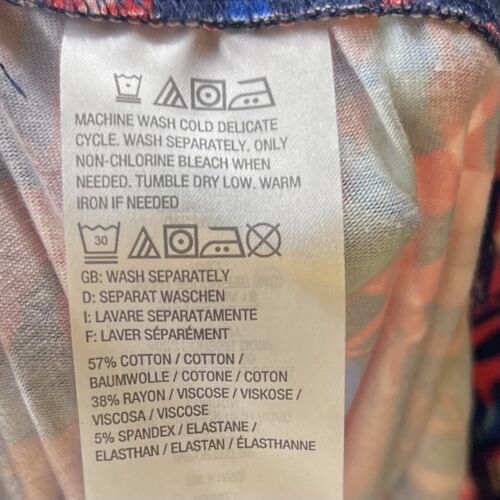 MACHINE WASH COLD DELICATE
CYCLE. WASH SEPARATELY. ONLY
NON-CHLORINE BLEACH WHEN
NEEDED. TUMBLE DRY LOW. WARM
IRON IF NEEDED
30
GB: WASH SEPARATELY
D: SEPARAT WASCHEN
I: LAVARE SEPARATAMENTE
F: LAVER SÉPARÉMENT
57% COTTON / COTTON /
BAUMWOLLE / COTONE / COTON
38% RAYON / VISCOSE / VISKOSE /
VISCOSA / VISCOSE
5% SPANDEX / ELASTANE /
ELASTHAN / ELASTAN / ÉLASTHANNE